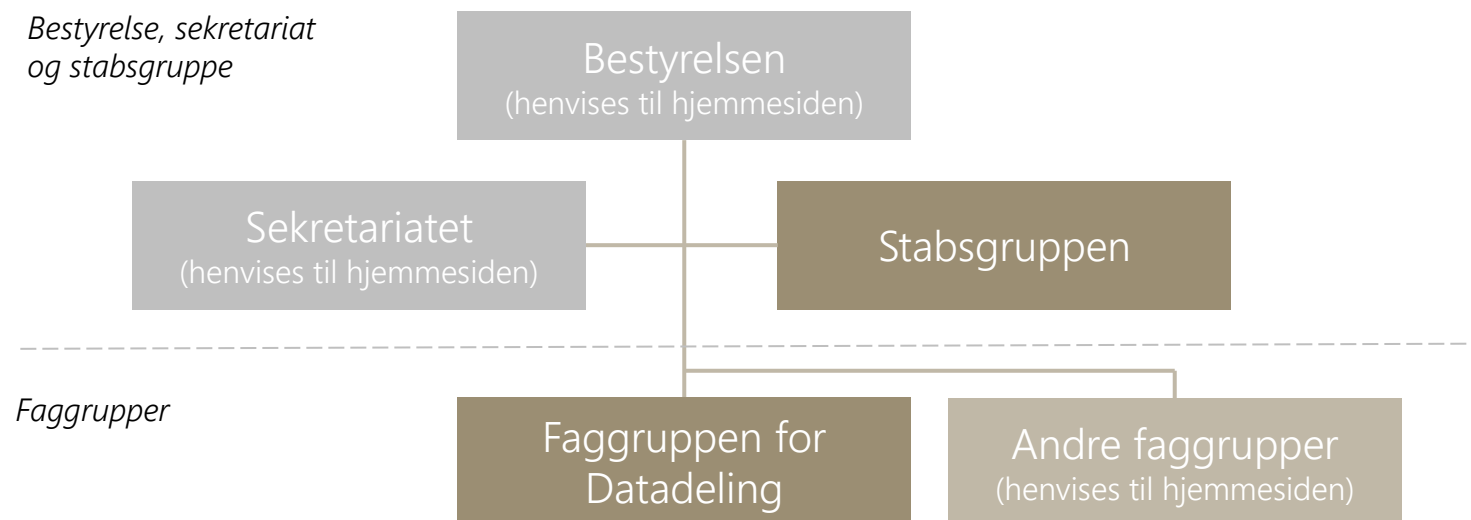 Bestyrelse, sekretariat
og stabsgruppe
Bestyrelsen
(henvises til hjemmesiden)
Sekretariatet
(henvises til hjemmesiden)
Stabsgruppen
Faggrupper
Faggruppen for
Datadeling
Andre faggrupper
(henvises til hjemmesiden)